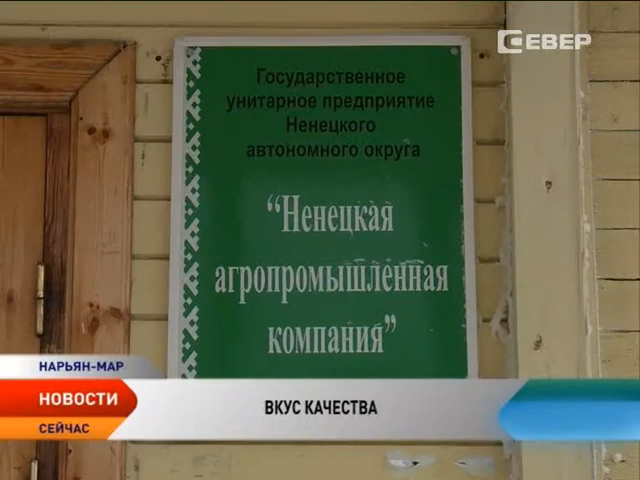 СЕВЕР
Государственное
унитарное предприятие
Ненецкого
автономного округа
“Ненецкая
агропромышленная
компания”
НАРЬЯН-МАР
НОВОСТИ
СЕЙЧАС
ВКУС КАЧЕСТВА